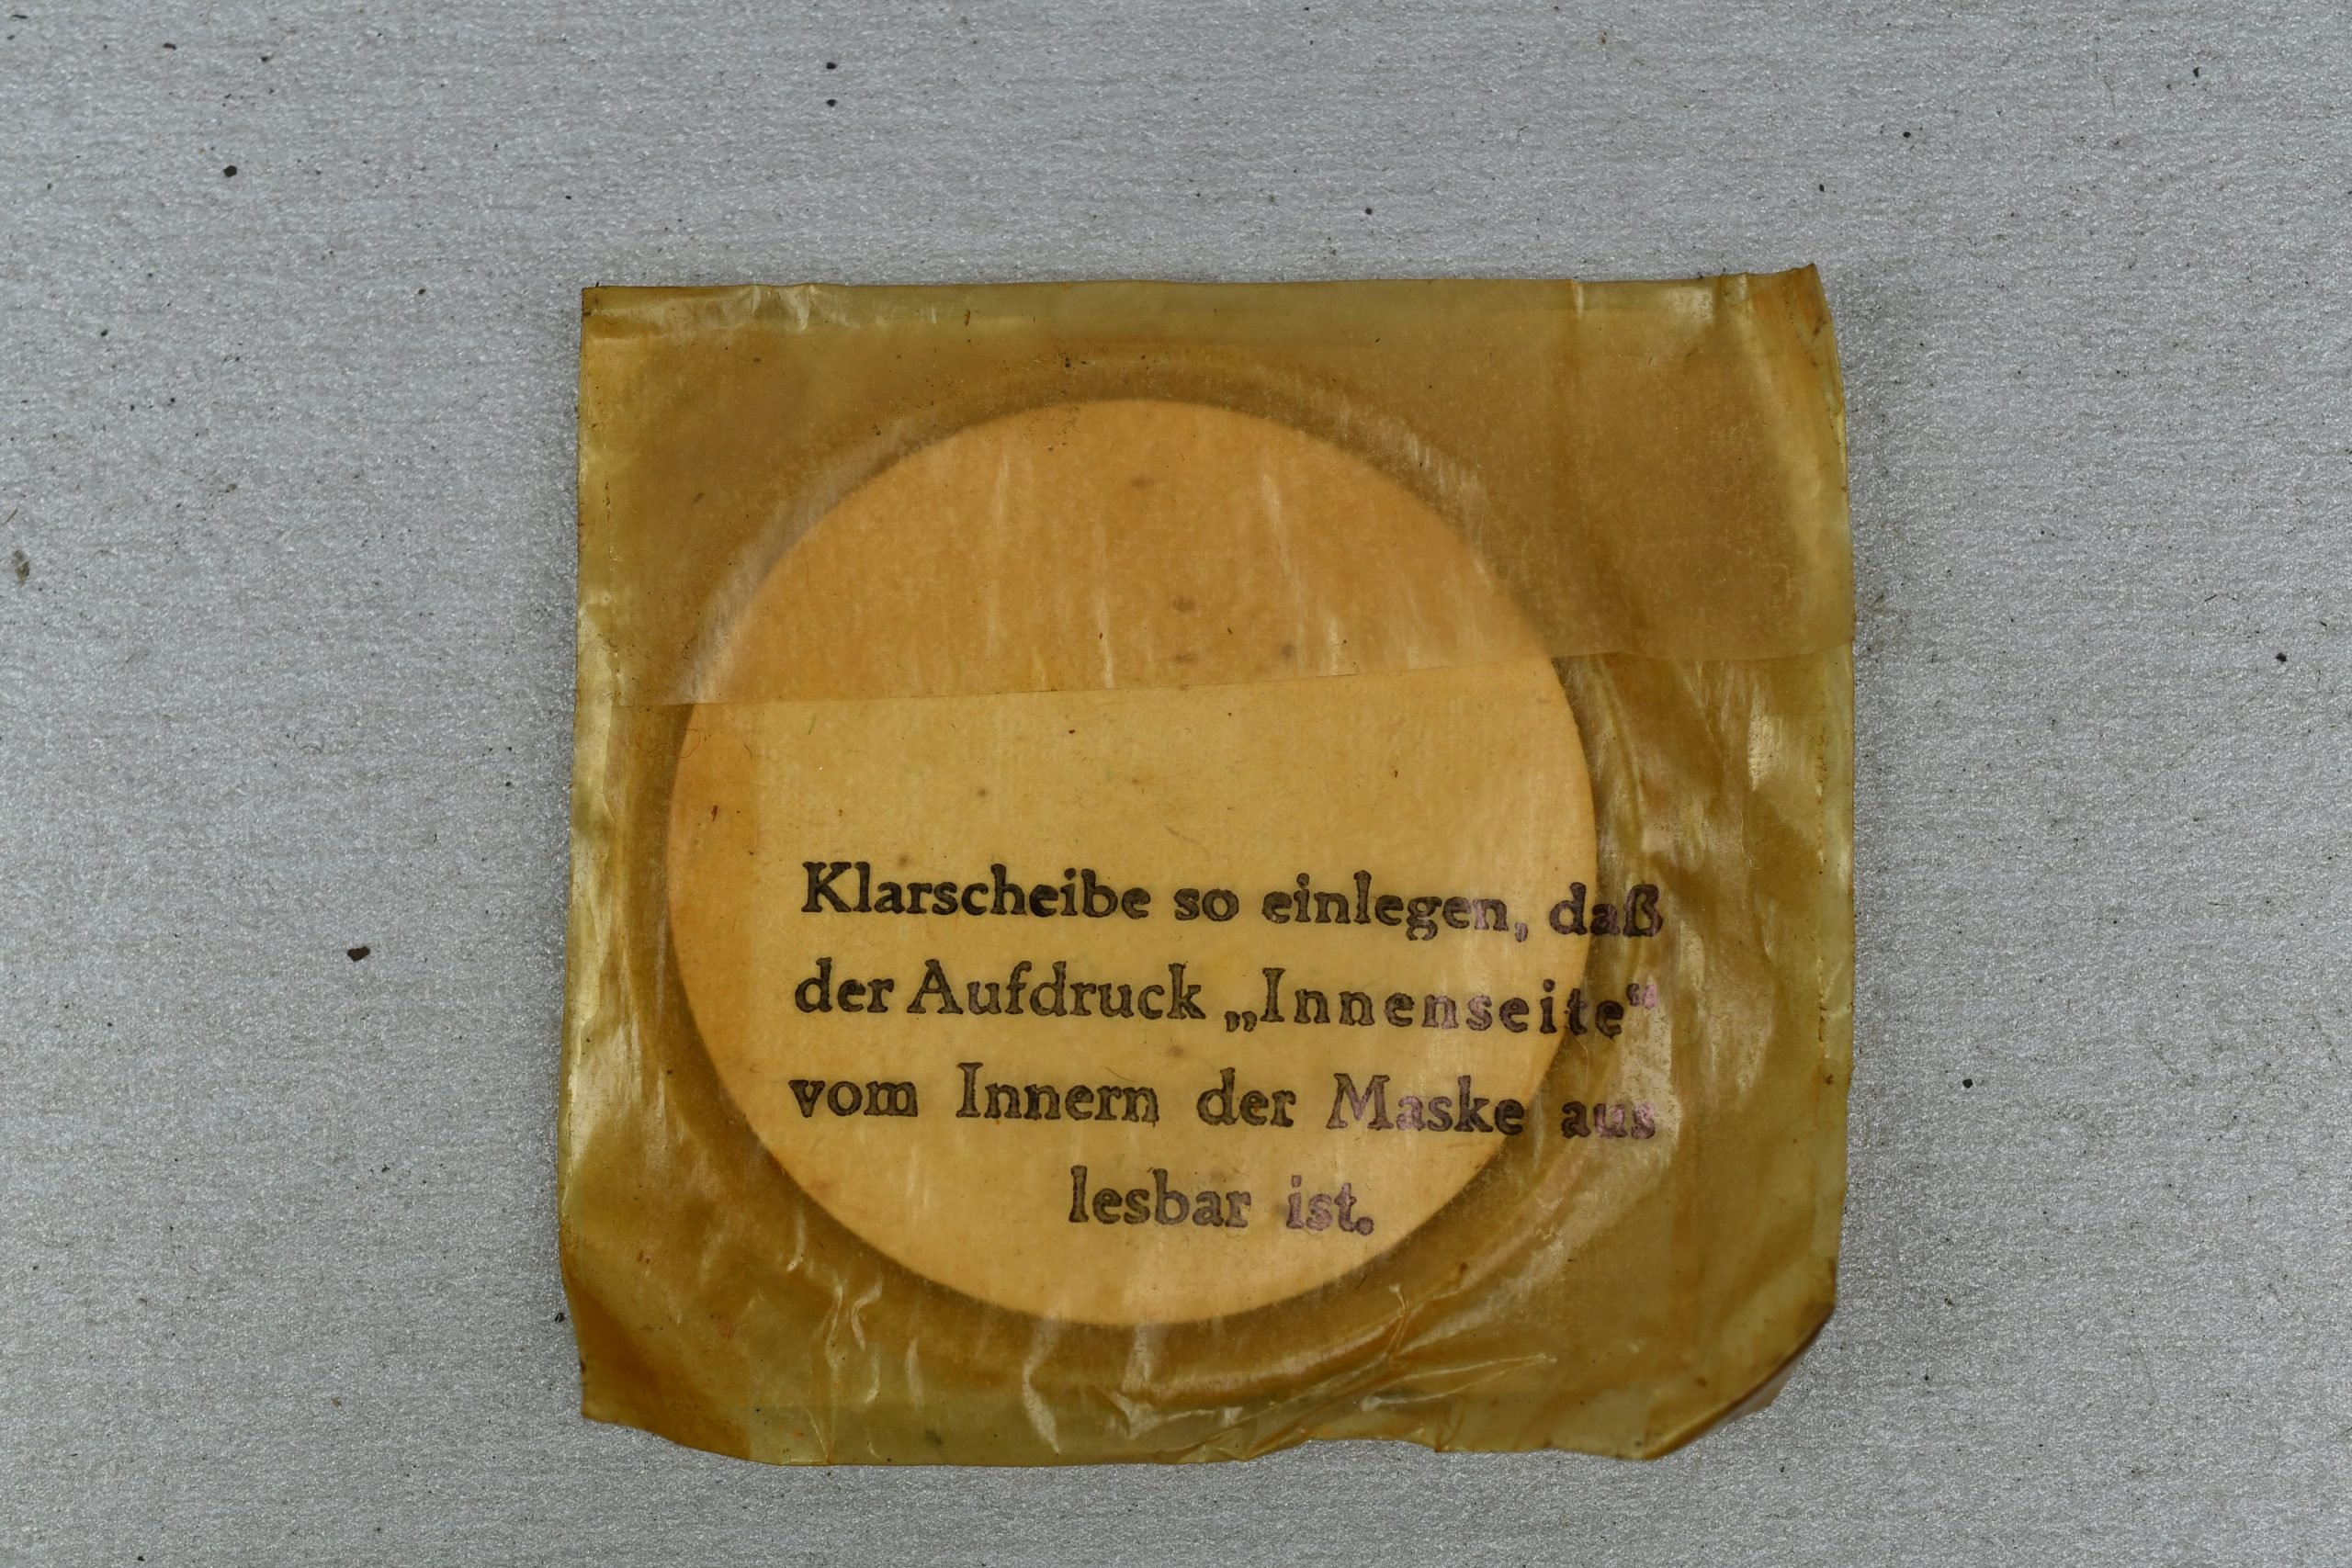 Klarscheibe so einlegen, daß
der Aufdruck „Innenseite“
vom Innern der Maske aus
lesbar ist.